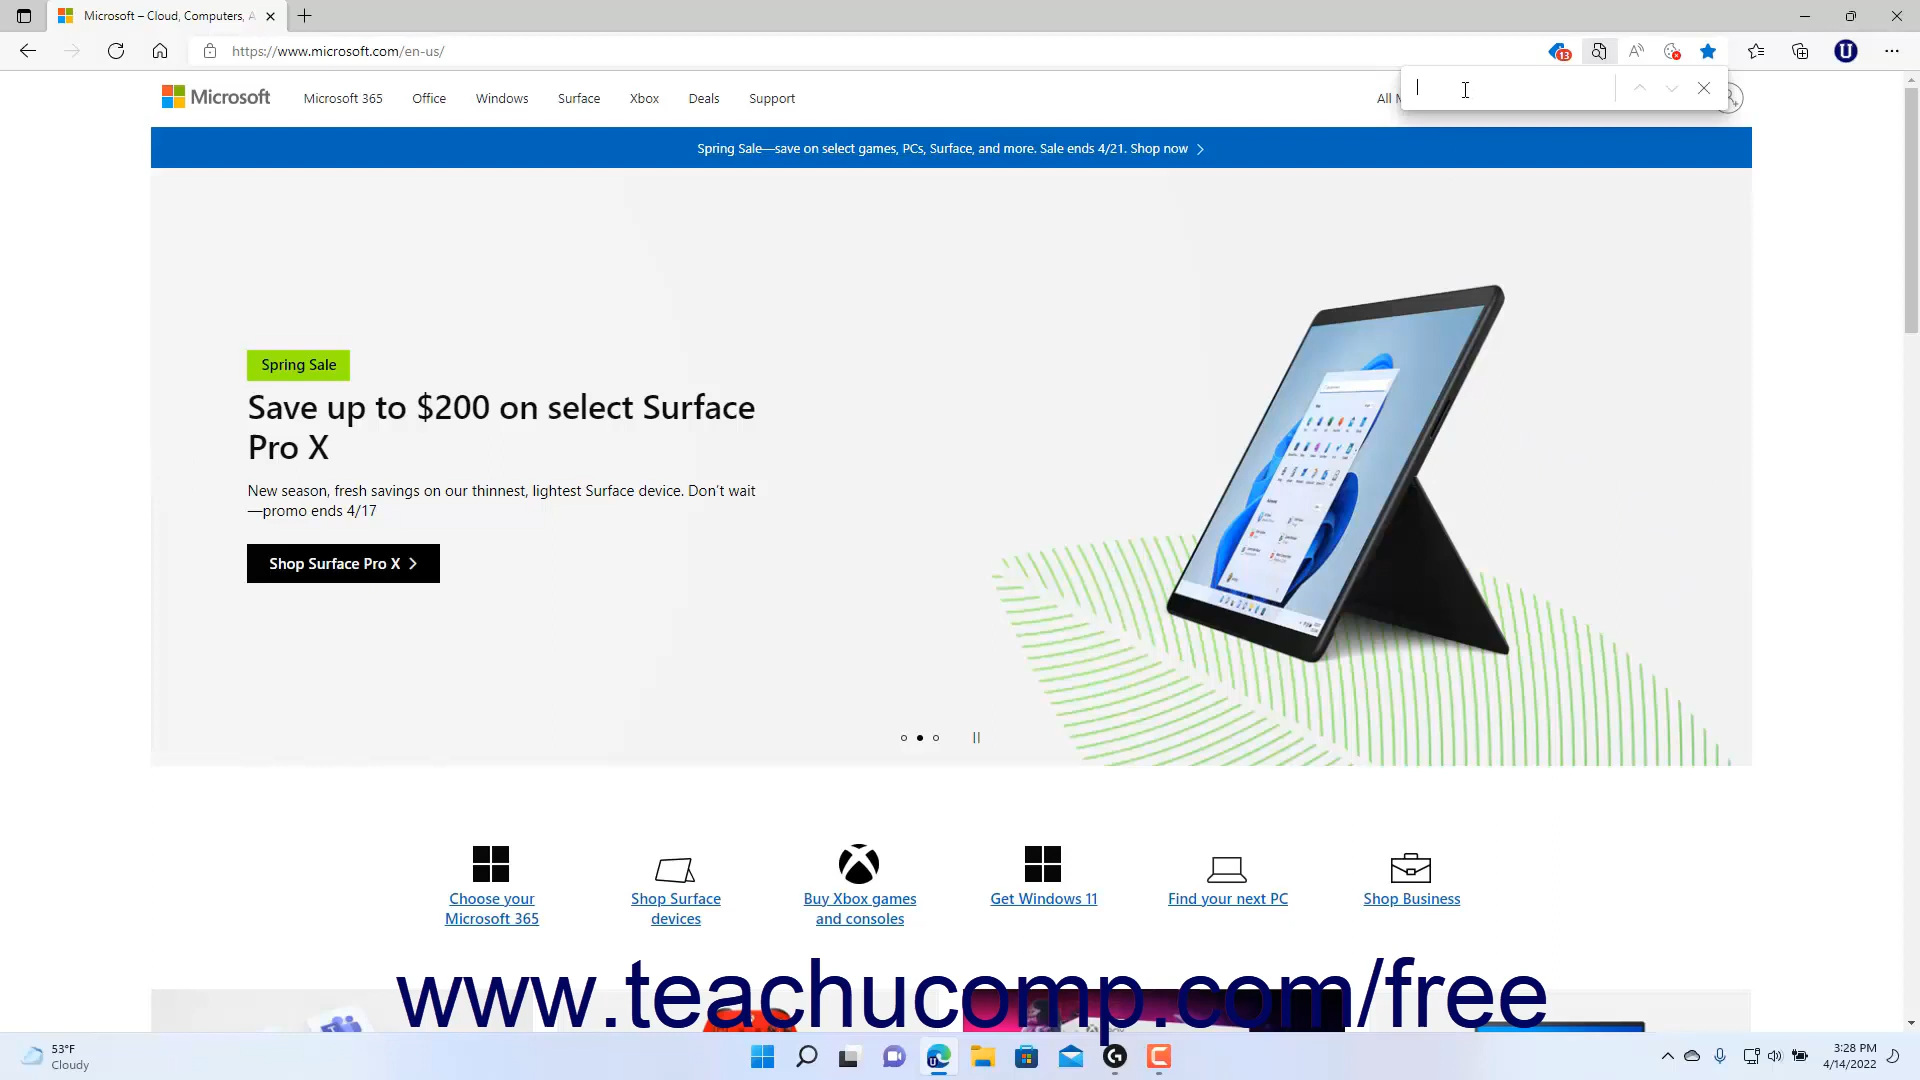 Microsoft – Cloud, Computers, A
https://www.microsoft.com/en-us/
13
U
Microsoft
Microsoft 365
Office
Windows
Surface
Xbox
Deals
Support
All M
Spring Sale—save on select games, PCs, Surface, and more. Sale ends 4/21. Shop now
Spring Sale
Save up to $200 on select Surface
Pro X
New season, fresh savings on our thinnest, lightest Surface device. Don’t wait
—promo ends 4/17
Shop Surface Pro X
Choose your
Microsoft 365
Shop Surface
devices
Buy Xbox games
and consoles
Get Windows 11
Find your next PC
Shop Business
www.teachucomp.com/free
53°F
Cloudy
3:28 PM
4/14/2022